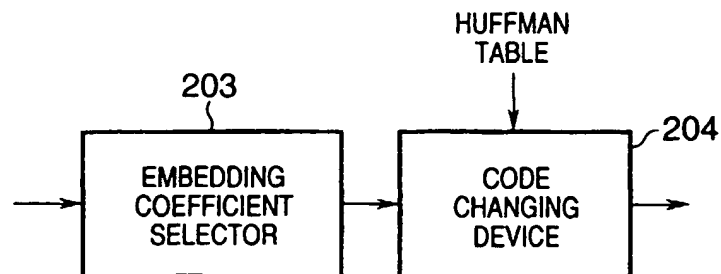 HUFFMAN
TABLE
203
204
EMBEDDING
COEFFICIENT
SELECTOR
CODE
CHANGING
DEVICE